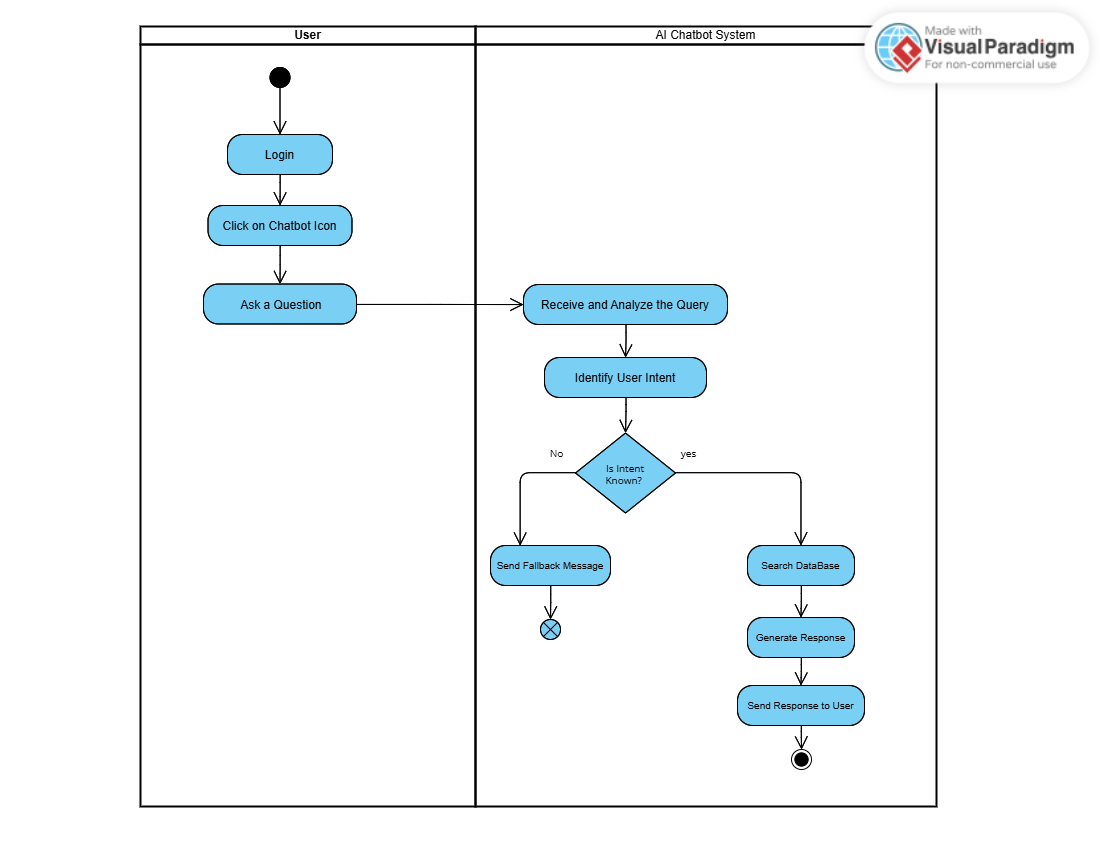 User
AI Chatbot System
Made with
Visual Paradigm
For non-commercial use
Login
Click on Chatbot Icon
Ask a Question
Receive and Analyze the Query
Identify User Intent
No
yes
Is Intent
Known?
Send Fallback Message
Search DataBase
Generate Response
Send Response to User